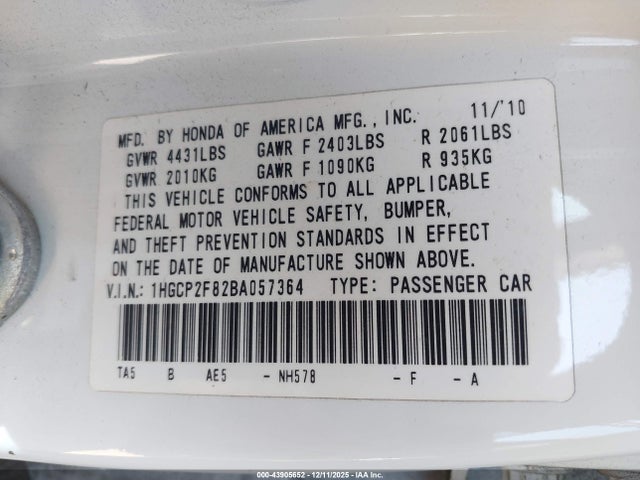 MFD. BY HONDA OF AMERICA MFG., INC. 11/'10
GVWR 4431LBS GAWR F 2403LBS R 2061LBS
GVWR 2010KG GAWR F 1090KG R 935KG
THIS VEHICLE CONFORMS TO ALL APPLICABLE
FEDERAL MOTOR VEHICLE SAFETY, BUMPER,
AND THEFT PREVENTION STANDARDS IN EFFECT
ON THE DATE OF MANUFACTURE SHOWN ABOVE.
V.I.N.: 1HGCP2F82BA057364 TYPE: PASSENGER CAR
TA5 B AE5 - NH578 - F - A
000-43905652 - 12/11/2025 - IAA Inc.